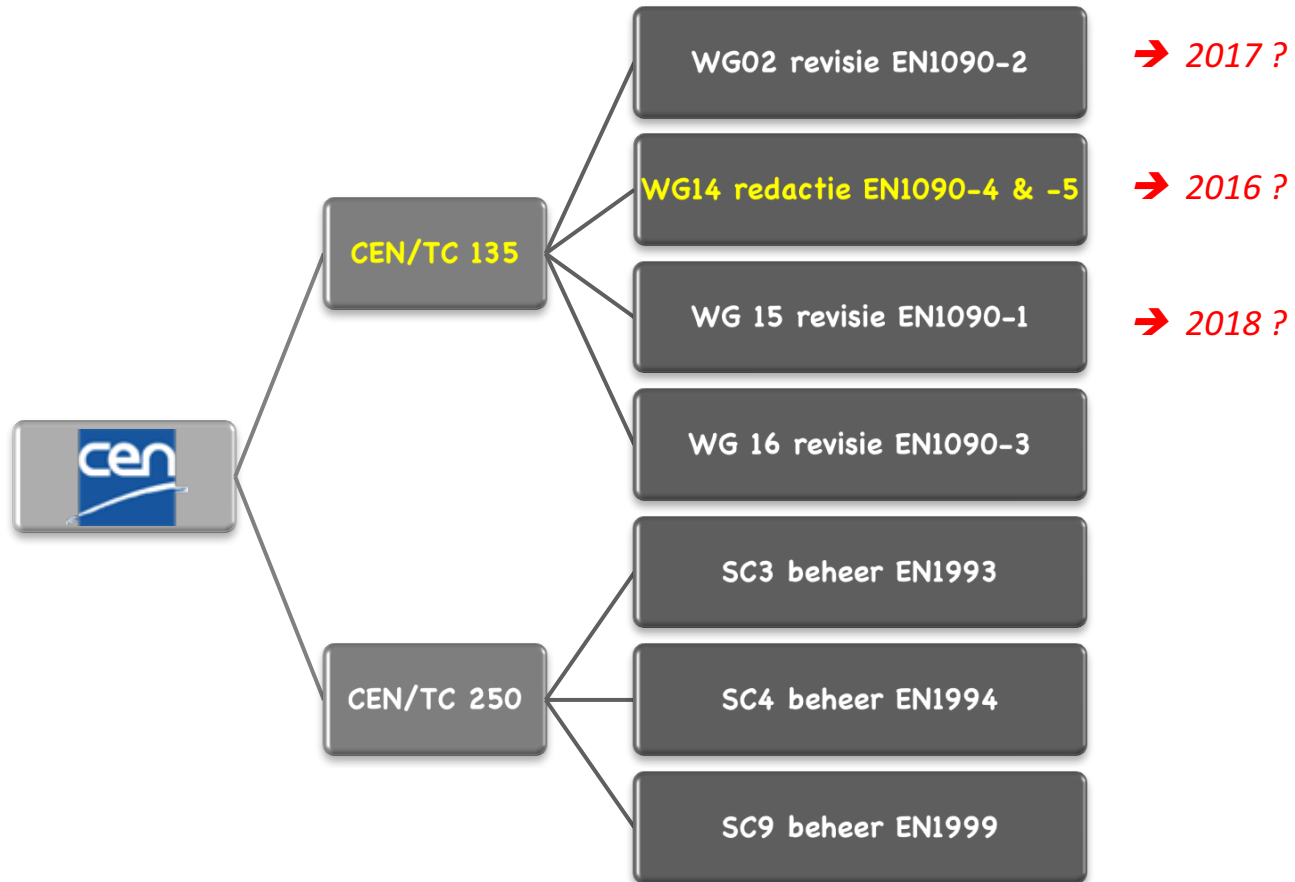 WG02 revisie EN1090-2
➔ 2017 ?
WG14 redactie EN1090-4 & -5
➔ 2016 ?
CEN/TC 135
WG 15 revisie EN1090-1
➔ 2018 ?
WG 16 revisie EN1090-3
cen
SC3 beheer EN1993
CEN/TC 250
SC4 beheer EN1994
SC9 beheer EN1999